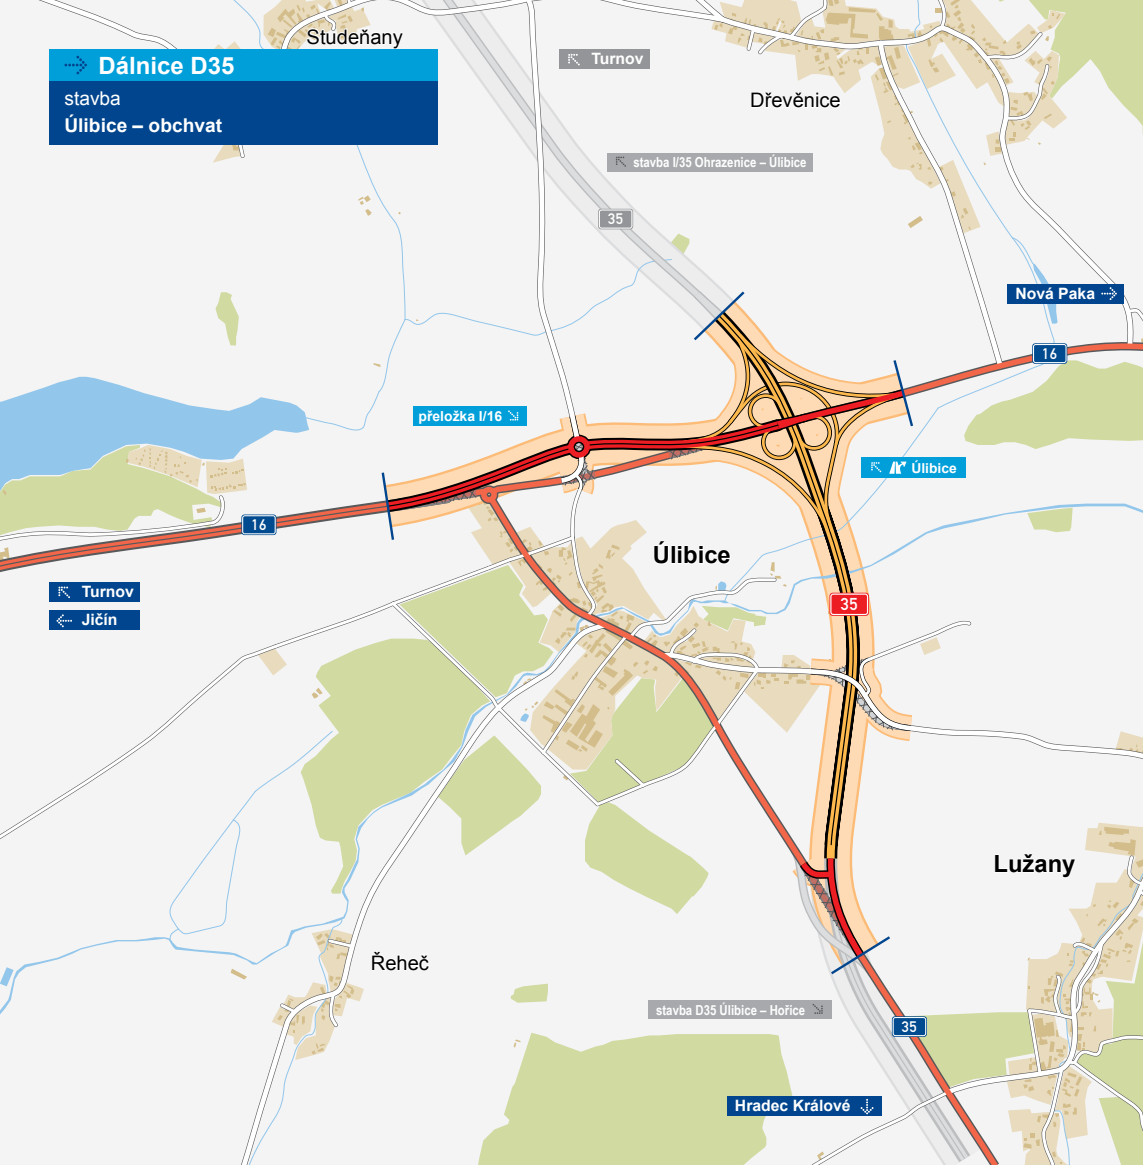 Studeňany
Dálnice D35
stavba
Úlibice – obchvat
Turnov
Dřevěnice
stavba I/35 Ohrazenice – Úlibice
35
Nová Paka
16
přeložka I/16
Úlibice
16
Úlibice
Turnov
Jičín
35
Lužany
Řeheč
stavba D35 Úlibice – Hořice
35
Hradec Králové